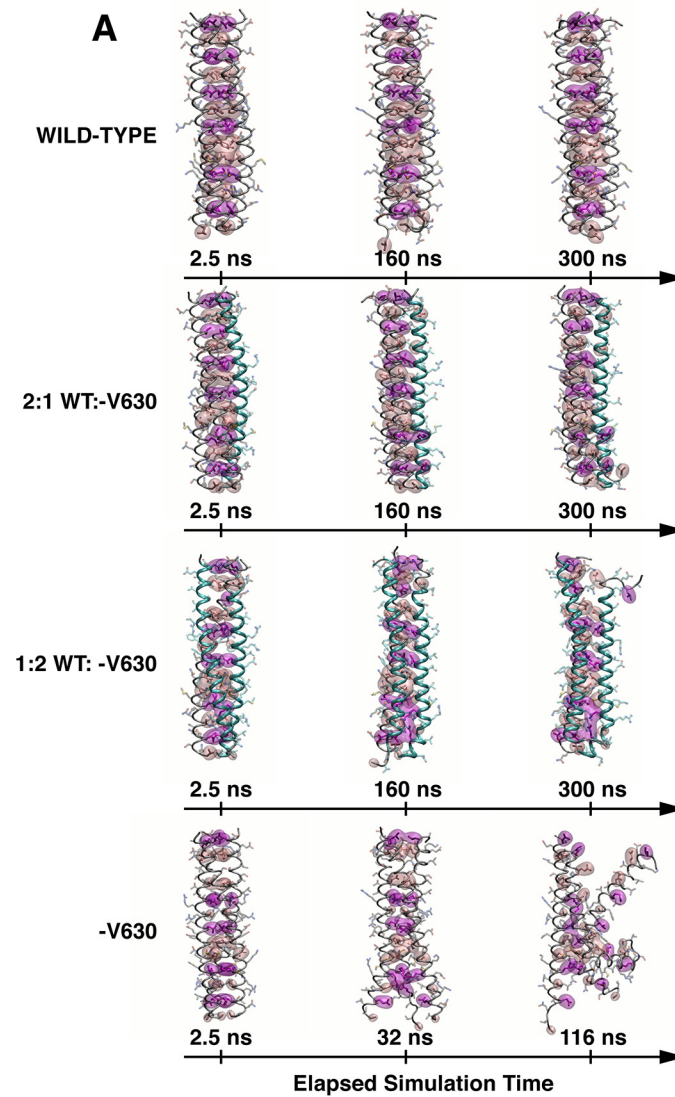 A
WILD-TYPE
2.5 ns 160 ns 300 ns
2:1 WT:-V630
2.5 ns 160 ns 300 ns
1:2 WT: -V630
2.5 ns 160 ns 300 ns
-V630
2.5 ns 32 ns 116 ns
Elapsed Simulation Time